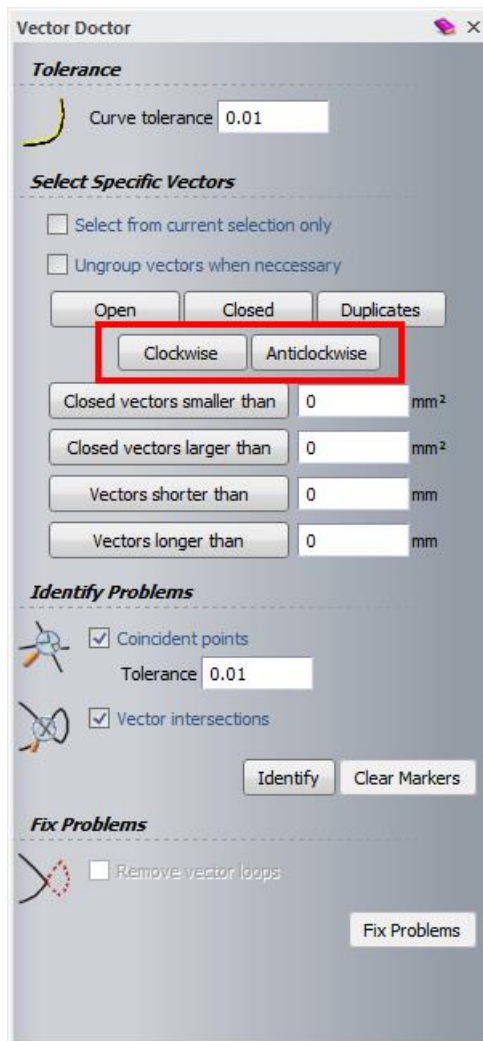 Vector Doctor
Tolerance
Curve tolerance 0.01
Select Specific Vectors
Select from current selection only
Ungroup vectors when neccessary
Open Closed Duplicates
Clockwise Anticlockwise
Closed vectors smaller than 0 mm²
Closed vectors larger than 0 mm²
Vectors shorter than 0 mm
Vectors longer than 0 mm
Identify Problems
Coincident points
Tolerance 0.01
Vector intersections
Identify Clear Markers
Fix Problems
Remove vector loops
Fix Problems